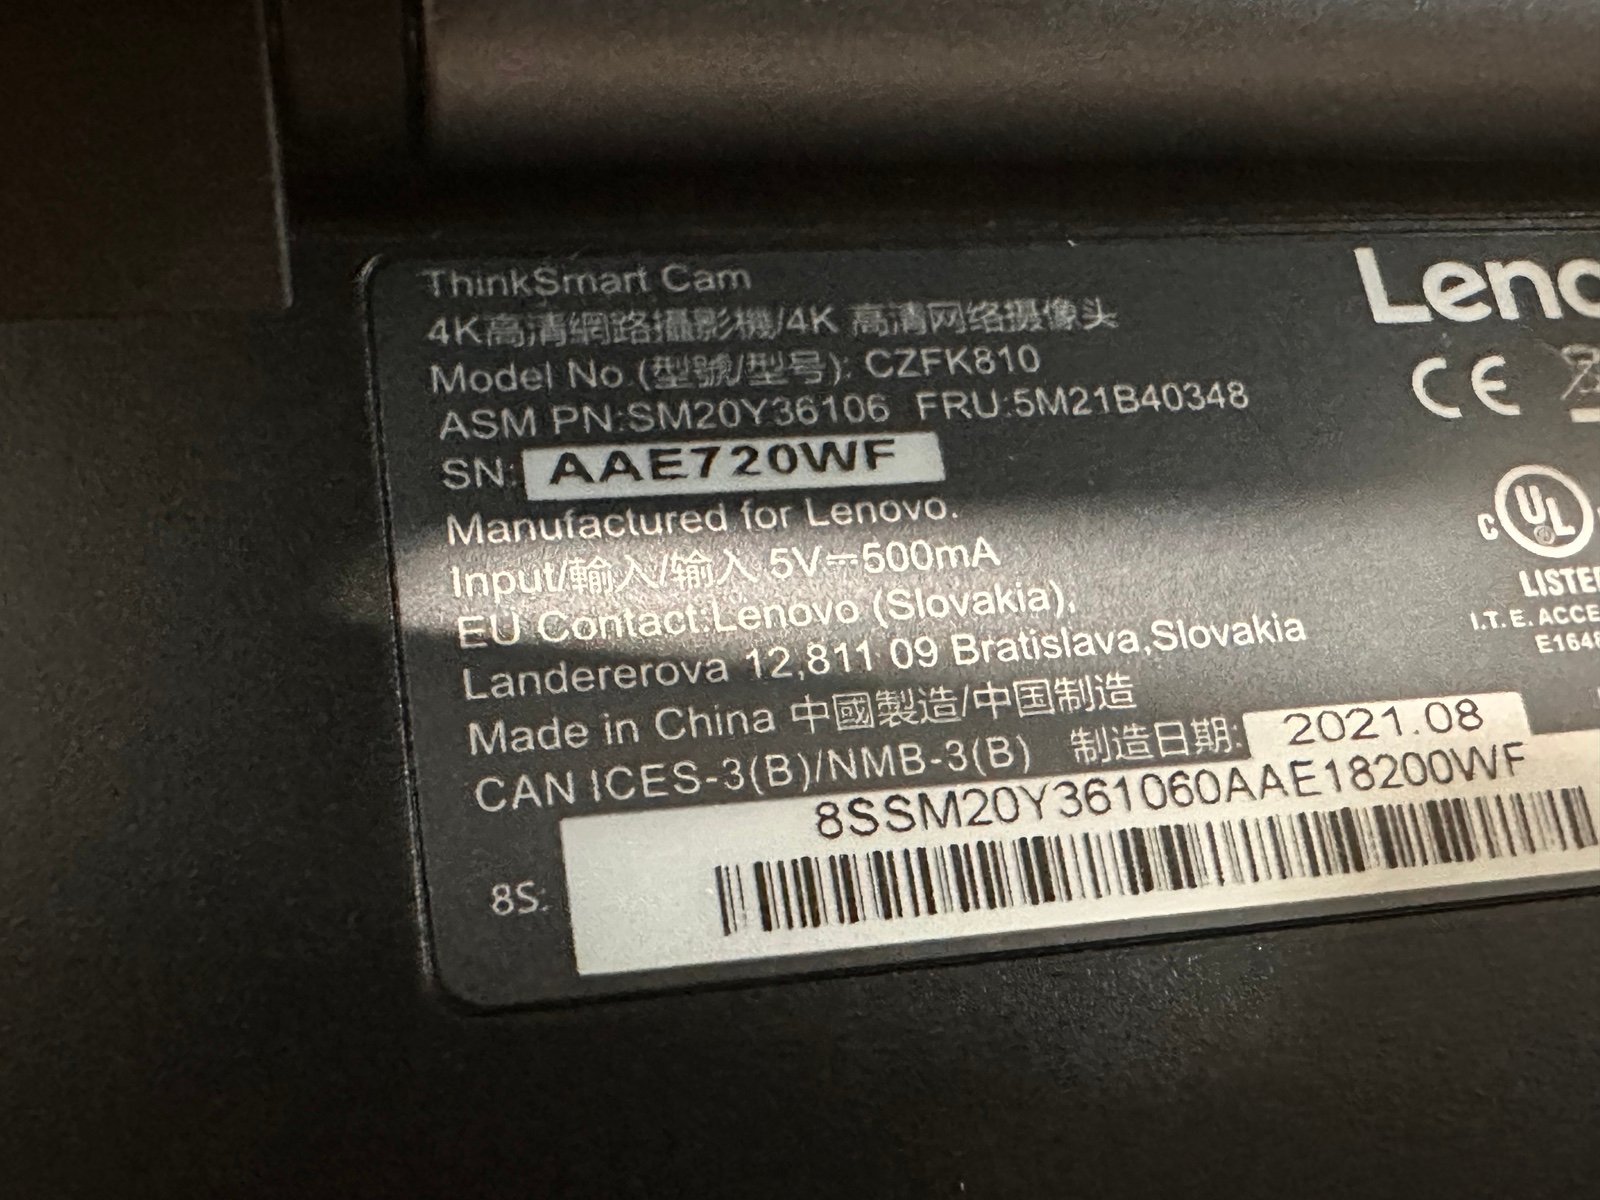 ThinkSmart Cam
4K高清網路攝影機/4K 高清网络摄像头
Model No.(型號/型号): CZFK810
ASM PN:SM20Y36106 FRU:5M21B40348
SN: AAE720WF
Manufactured for Lenovo.
Input/輸入/输入 5V⎓500mA
EU Contact:Lenovo (Slovakia),
Landererova 12,811 09 Bratislava,Slovakia
Made in China 中國製造/中国制造
CAN ICES-3(B)/NMB-3(B) 制造日期: 2021.08
8SSM20Y361060AAE18200WF
8S:
CE
C UL